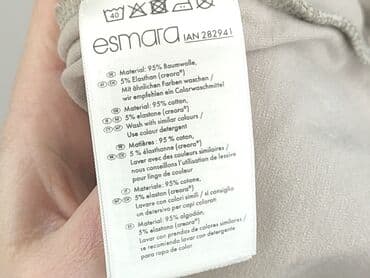 40
esmara IAN 282941
Material: 95% Baumwolle,
5% Elasthan (creora®)
Mit ähnlichen Farben waschen /
wir empfehlen ein Colorwaschmittel
Material: 95% cotton,
5% elastane (creora®)
Wash with similar colours /
Use colour detergent
Matières : 95 % coton,
5 % élasthanne (creora®)
Laver avec des couleurs similaires /
nous conseillons l'utilisation de lessive
pour linge de couleur
Materiale: 95% cotone,
5% elastan (creora®)
Lavare con colori simili / si consiglia
un detersivo per capi colorati
Material: 95% algodón,
5% elastano (creora®)
Lavar con prendas de colores similares /
se recomienda lavar con detergente
para ropa de color